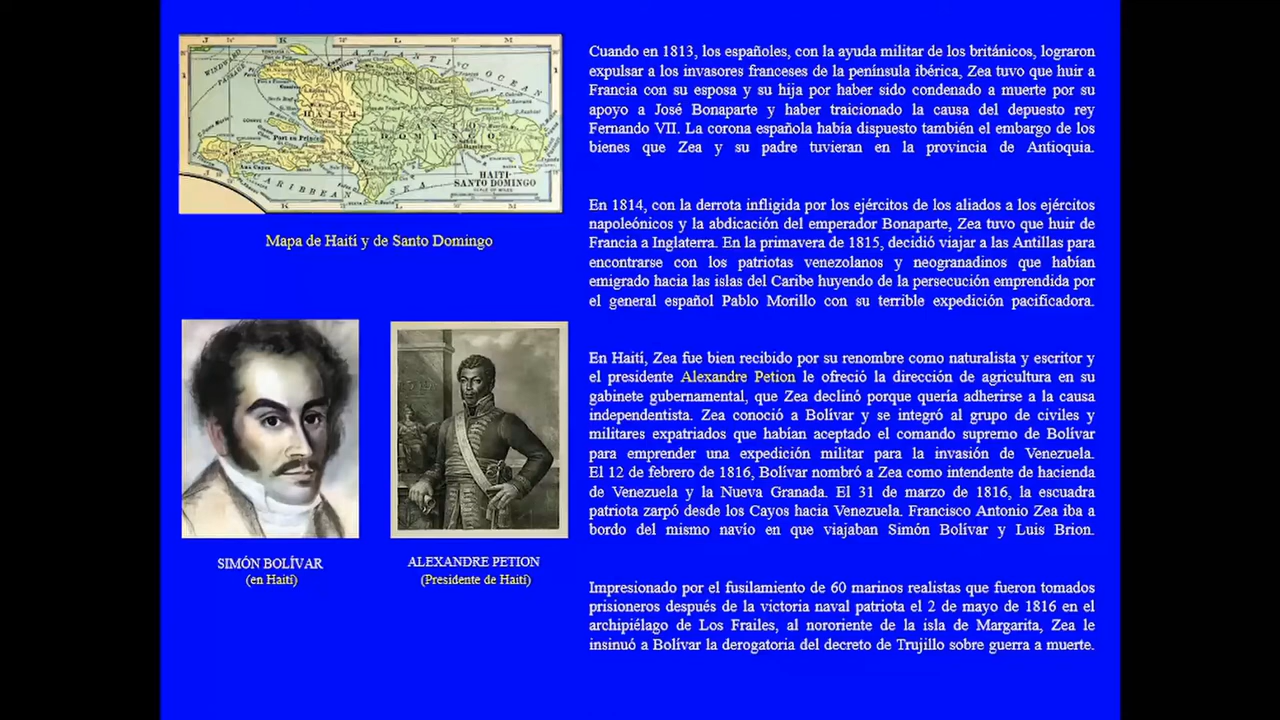 WINDWARD
ATLANTIC OCEAN
HAITI
DOMINGO
Port au Prince
CARIBBEAN SEA
HAITI-
SANTO DOMINGO
SCALE OF MILES
J K L M
K L M
Mapa de Haití y de Santo Domingo
SIMÓN BOLÍVAR
(en Haití)
ALEXANDRE PETION
(Presidente de Haití)
Cuando en 1813, los españoles, con la ayuda militar de los británicos, lograron
expulsar a los invasores franceses de la península ibérica, Zea tuvo que huir a
Francia con su esposa y su hija por haber sido condenado a muerte por su
apoyo a José Bonaparte y haber traicionado la causa del depuesto rey
Fernando VII. La corona española había dispuesto también el embargo de los
bienes que Zea y su padre tuvieran en la provincia de Antioquia.
En 1814, con la derrota infligida por los ejércitos de los aliados a los ejércitos
napoleónicos y la abdicación del emperador Bonaparte, Zea tuvo que huir de
Francia a Inglaterra. En la primavera de 1815, decidió viajar a las Antillas para
encontrarse con los patriotas venezolanos y neogranadinos que habían
emigrado hacia las islas del Caribe huyendo de la persecución emprendida por
el general español Pablo Morillo con su terrible expedición pacificadora.
En Haití, Zea fue bien recibido por su renombre como naturalista y escritor y
el presidente Alexandre Petion le ofreció la dirección de agricultura en su
gabinete gubernamental, que Zea declinó porque quería adherirse a la causa
independentista. Zea conoció a Bolívar y se integró al grupo de civiles y
militares expatriados que habían aceptado el comando supremo de Bolívar
para emprender una expedición militar para la invasión de Venezuela.
El 12 de febrero de 1816, Bolívar nombró a Zea como intendente de hacienda
de Venezuela y la Nueva Granada. El 31 de marzo de 1816, la escuadra
patriota zarpó desde los Cayos hacia Venezuela. Francisco Antonio Zea iba a
bordo del mismo navío en que viajaban Simón Bolívar y Luis Brion.
Impresionado por el fusilamiento de 60 marinos realistas que fueron tomados
prisioneros después de la victoria naval patriota el 2 de mayo de 1816 en el
archipiélago de Los Frailes, al nororiente de la isla de Margarita, Zea le
insinuó a Bolívar la derogatoria del decreto de Trujillo sobre guerra a muerte.